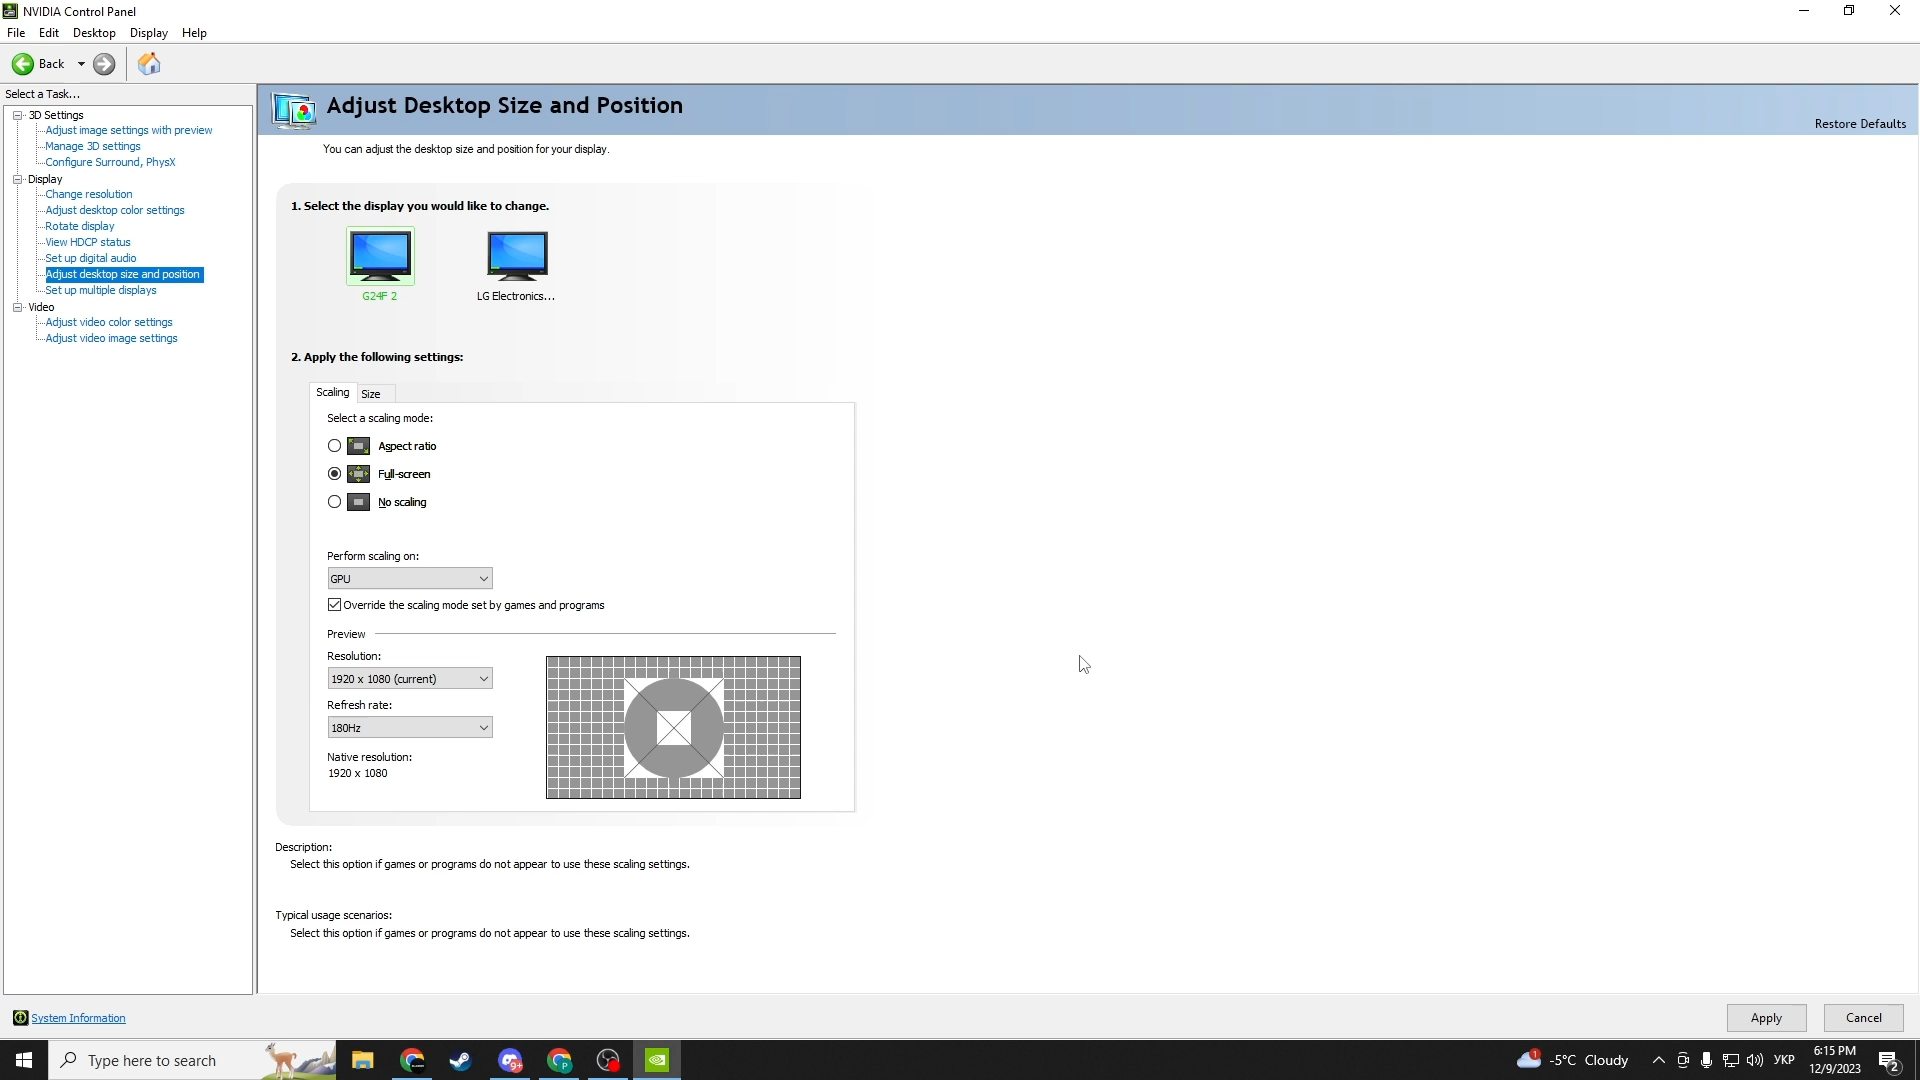 NVIDIA Control Panel
File Edit Desktop Display Help
Back
Select a Task...
3D Settings
Adjust image settings with preview
Manage 3D settings
Configure Surround, PhysX
Display
Change resolution
Adjust desktop color settings
Rotate display
View HDCP status
Set up digital audio
Adjust desktop size and position
Set up multiple displays
Video
Adjust video color settings
Adjust video image settings
System Information
Adjust Desktop Size and Position
Restore Defaults
You can adjust the desktop size and position for your display.
1. Select the display you would like to change.
G24F 2
LG Electronics...
2. Apply the following settings:
Scaling Size
Select a scaling mode:
Aspect ratio
Full-screen
No scaling
Perform scaling on:
GPU
Override the scaling mode set by games and programs
Preview
Resolution:
1920 x 1080 (current)
Refresh rate:
180Hz
Native resolution:
1920 x 1080
Description:
Select this option if games or programs do not appear to use these scaling settings.
Typical usage scenarios:
Select this option if games or programs do not appear to use these scaling settings.
Apply Cancel
Type here to search
9+
P
1
-5°C Cloudy
УКР
6:15 PM
12/9/2023
2